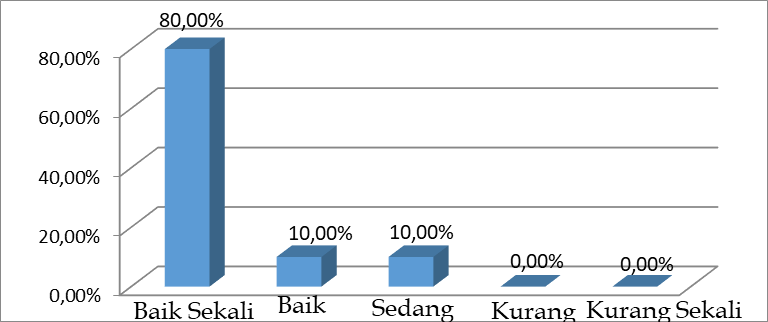 80,00%
80,00%
60,00%
40,00%
20,00%
10,00%
10,00%
0,00%
0,00%
0,00%
Baik Sekali
Baik
Sedang
Kurang
Kurang Sekali